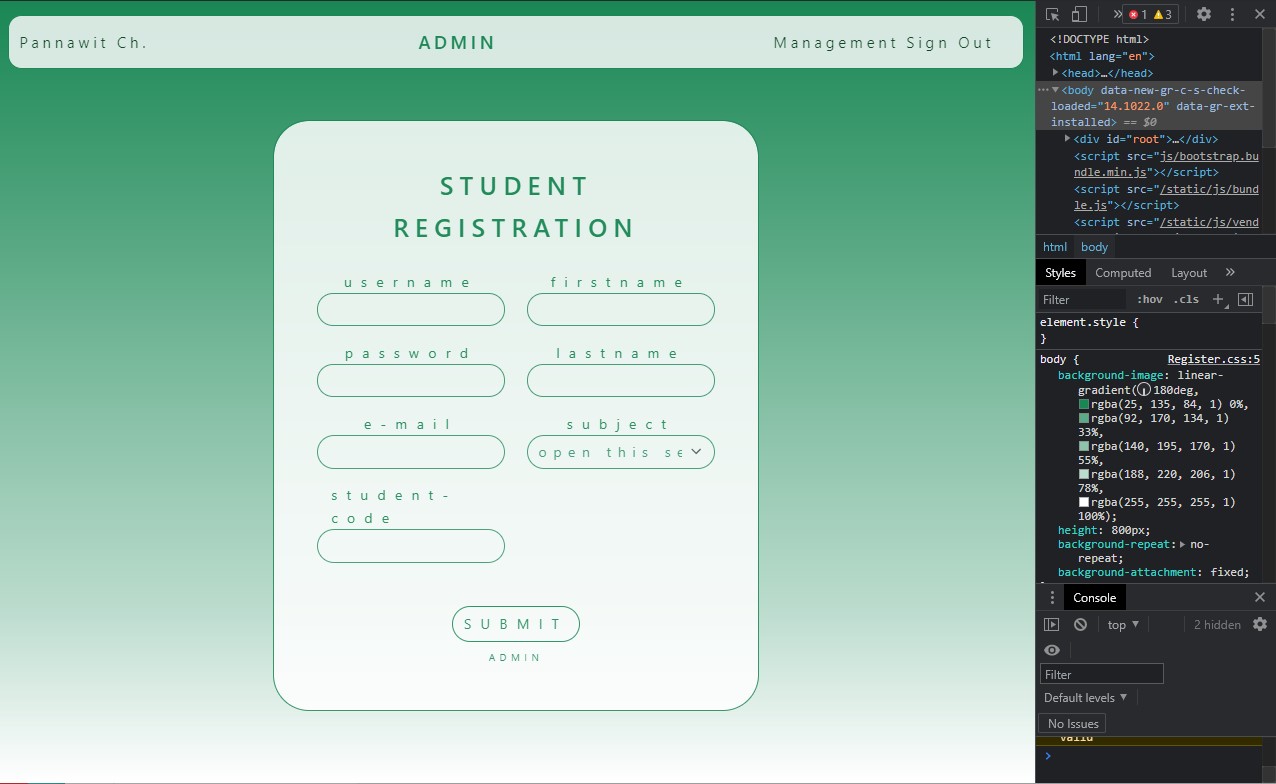 Pannawit Ch.
ADMIN
Management Sign Out
STUDENT
REGISTRATION
username
firstname
password
lastname
e-mail
subject
open this se
student-
code
SUBMIT
ADMIN
» 1 3
<!DOCTYPE html>
<html lang="en">
<head>…</head>
<body data-new-gr-c-s-check-
loaded="14.1022.0" data-gr-ext-
installed> == $0
<div id="root">…</div>
<script src="js/bootstrap.bu
ndle.min.js"></script>
<script src="/static/js/bund
le.js"></script>
<script src="/static/js/vend
html body
Styles Computed Layout »
Filter :hov .cls +
element.style {
}
body { Register.css:5
background-image: linear-
gradient(180deg,
rgba(25, 135, 84, 1) 0%,
rgba(92, 170, 134, 1)
33%,
rgba(140, 195, 170, 1)
55%,
rgba(188, 220, 206, 1)
78%,
rgba(255, 255, 255, 1)
100%);
height: 800px;
background-repeat: no-
repeat;
background-attachment: fixed;
Console
top 2 hidden
Filter
Default levels
No Issues
valid